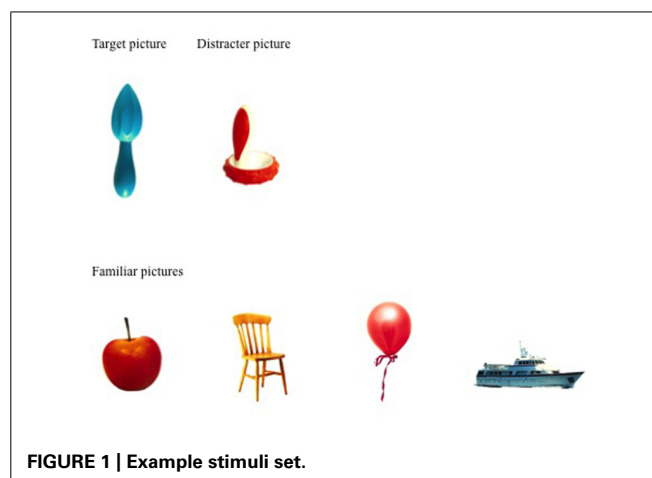 Target picture Distracter picture
Familiar pictures
FIGURE 1 | Example stimuli set.